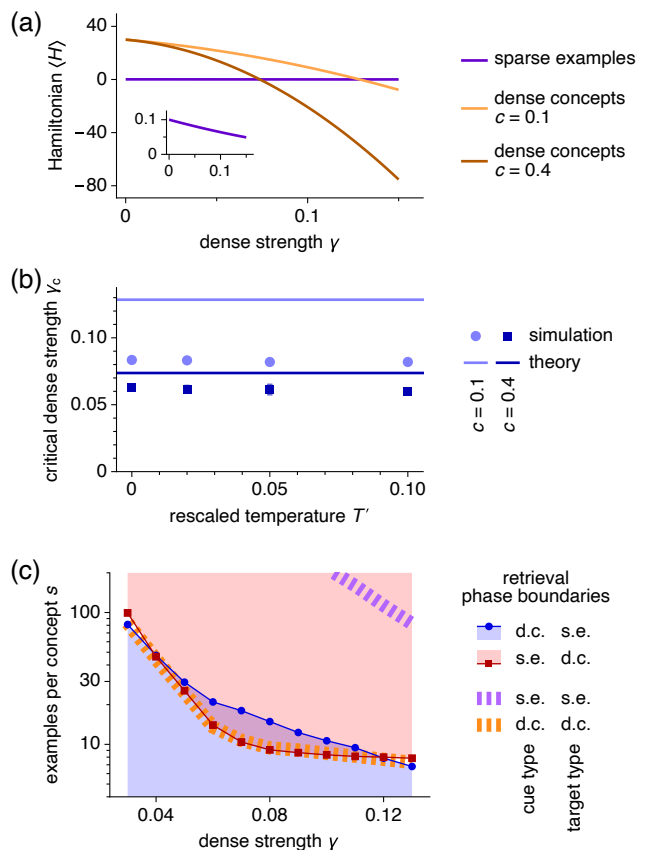 (a)
40
0
−40
−80
Hamiltonian ⟨H⟩
0.1
0
0
0.1
0
0.1
dense strength γ
sparse examples
dense concepts
c = 0.1
dense concepts
c = 0.4
(b)
critical dense strength γc
0.10
0.05
0
0
0.05
0.10
rescaled temperature T′
simulation
theory
c = 0.1
c = 0.4
(c)
examples per concept s
100
30
10
0.04
0.08
0.12
dense strength γ
retrieval
phase boundaries
d.c. s.e.
s.e. d.c.
s.e. s.e.
d.c. d.c.
cue type
target type